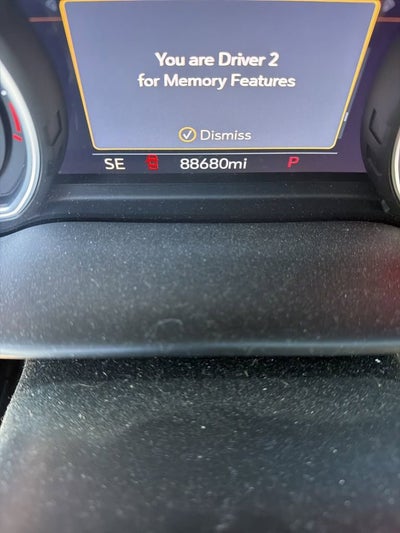 You are Driver 2
for Memory Features
Dismiss
SE 88680mi P